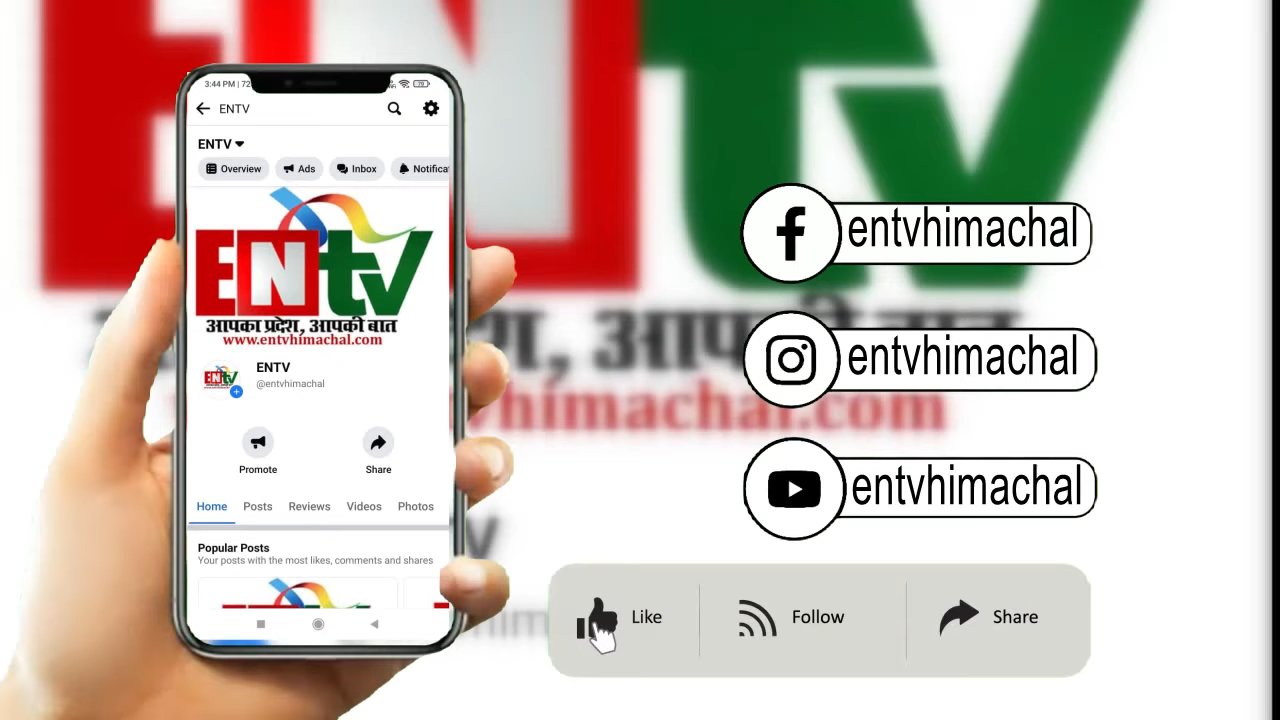 3:44 PM | 72
ENTV
ENTV
Overview
Ads
Inbox
Notifica
ENtv
आपका प्रदेश, आपकी बात
www.entvhimachal.com
ENTV
@entvhimachal
Promote
Share
Home
Posts
Reviews
Videos
Photos
Popular Posts
Your posts with the most likes, comments and shares
entvhimachal
entvhimachal
entvhimachal
Like
Follow
Share